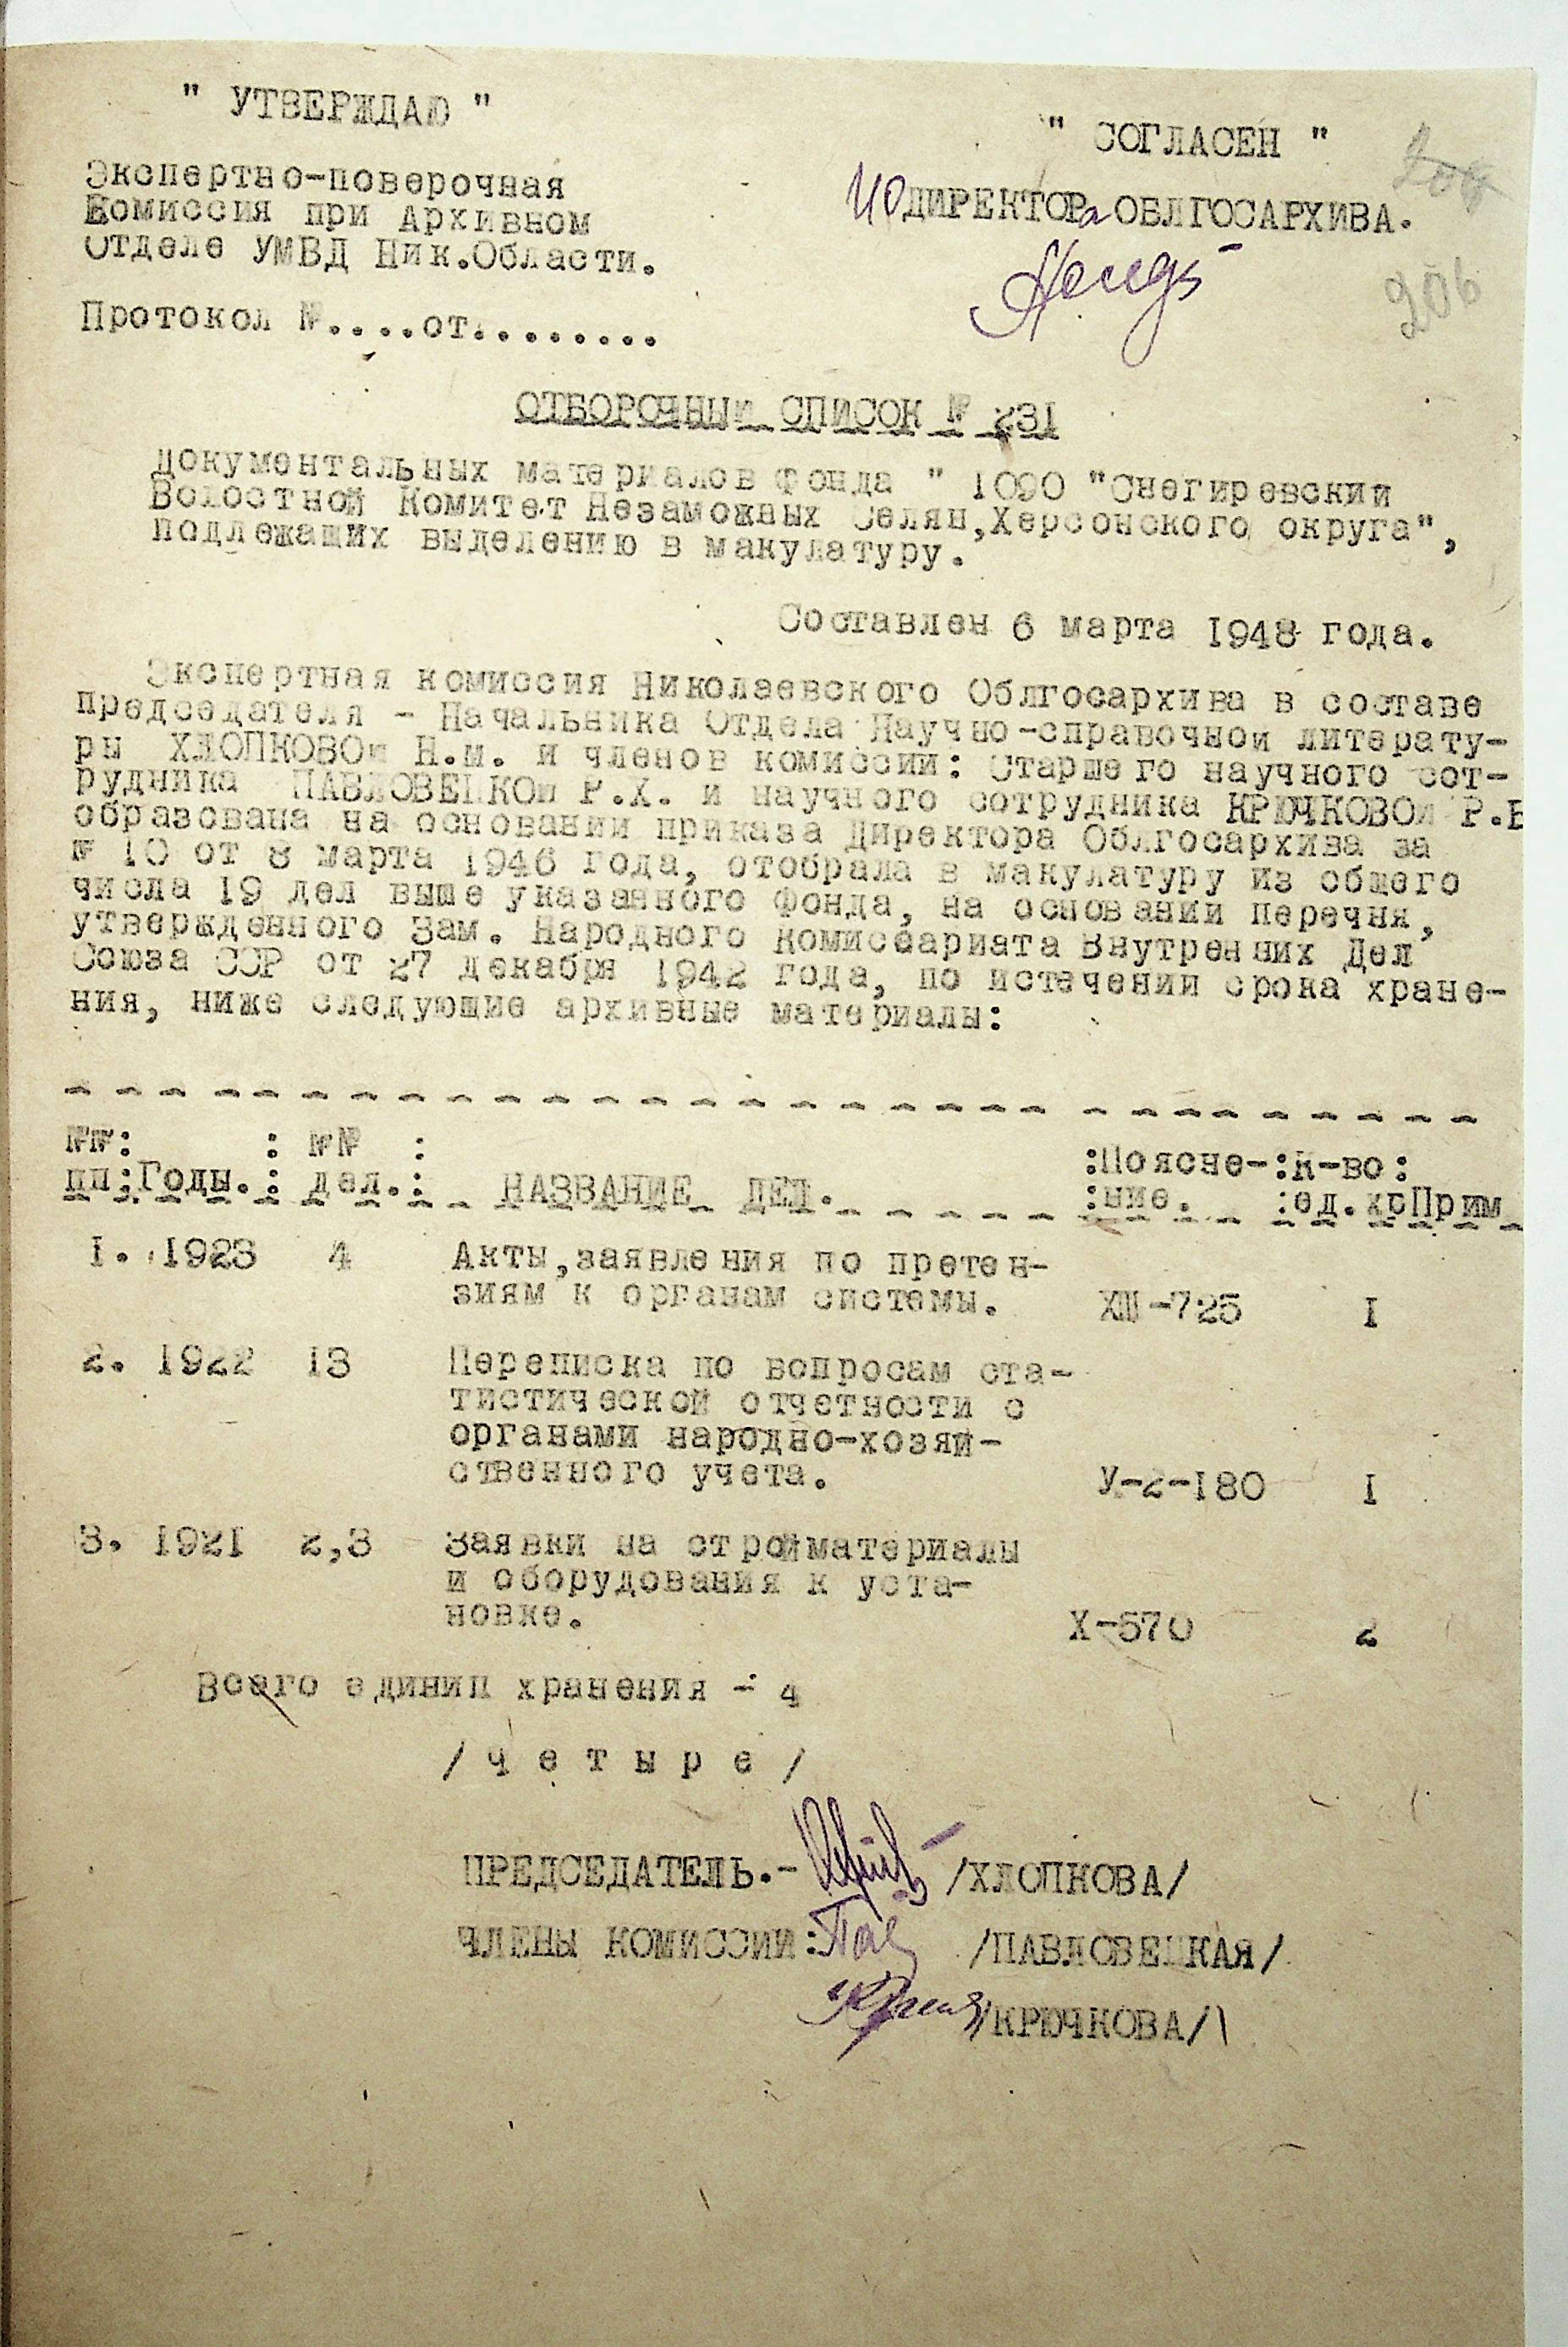 " УТВЕРЖДАЮ "
" СОГЛАСЕН "
Экспертно-поверочная
Комиссия при Архивном
Отделе УМВД Ник.Области.
ИО ДИРЕКТОРа ОБЛГОСАРХИВА.
206
Протокол №....от.........
ОТБОРОЧНЫЙ СПИСОК № 231
документальных материалов фонда " 1090 "Снегиревский
Волостной Комитет Незаможных Селян,Херсонского округа",
подлежащих выделению в макулатуру.
Составлен 6 марта 1948 года.
Экспертная комиссия Николаевского Облгосархива в составе
председателя - Начальника Отдела Научно-справочной литерату-
ры ХЛОПКОВОЙ Н.М. и членов комиссии: Старшего научного сот-
рудника ПАВЛОВЕЦКОЙ Р.Х. и научного сотрудника КРЮЧКОВОЙ Р.Е
образована на основании приказа Директора Облгосархива за
№ 10 от 8 марта 1946 года, отобрала в макулатуру из общего
числа 19 дел выше указанного Фонда, на основании перечня,
утвержденного Зам. Народного Комиссариата Внутренних Дел
Союза ССР от 27 декабря 1942 года, по истечении срока хране-
ния, ниже следующие архивные материалы:
№№: : №№ : :Поясне-:К-во:
пп:Годы.: дел.: НАЗВАНИЕ ДЕЛ. :ние. :ед.хрПрим
1. 1923 4 Акты,заявления по претен-
зиям к органам системы. ХШ-725 I
2. 1922 13 Переписка по вопросам ста-
тистической отчетности с
органами народно-хозяй-
ственного учета. У-2-180 I
3. 1921 2,3 Заявки на стройматериалы
и оборудования к уста-
новке. Х-570 2
Всего единиц хранения - 4
/ ч е т ы р е /
ПРЕДСЕДАТЕЛЬ.- /ХЛОПКОВА/
ЧЛЕНЫ КОМИССИИ: Пав /ПАВЛОВЕЦКАЯ/
/КРЮЧКОВА/